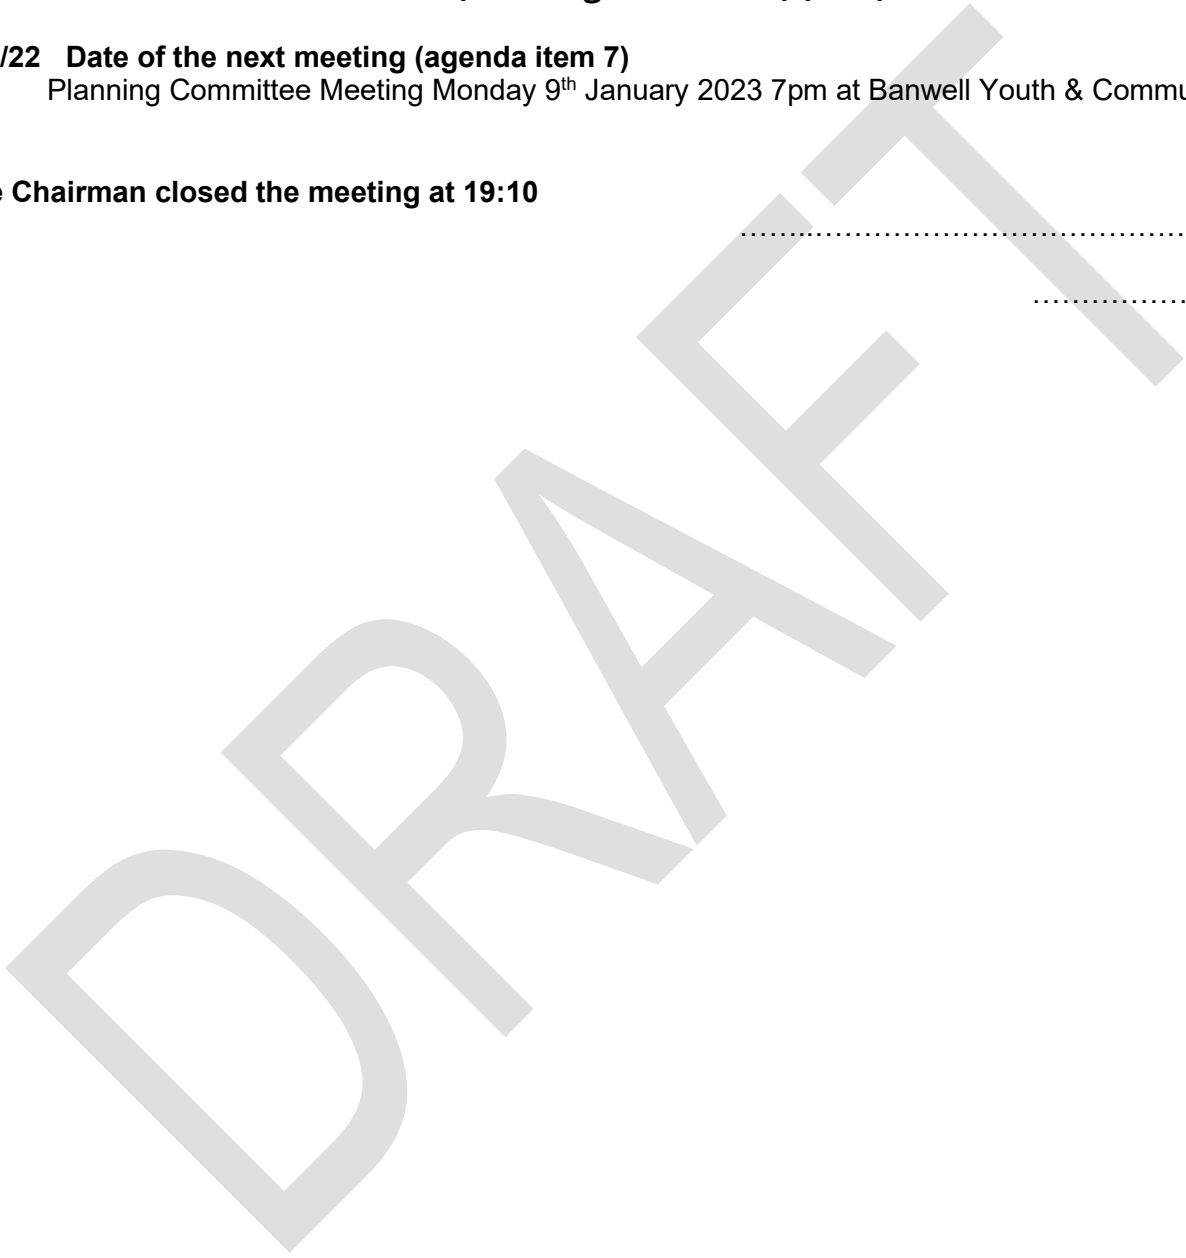 /22 Date of the next meeting (agenda item 7)
Planning Committee Meeting Monday 9th January 2023 7pm at Banwell Youth &
Chairman closed the meeting at 19:10
……………………………………………
………………
DRAFT